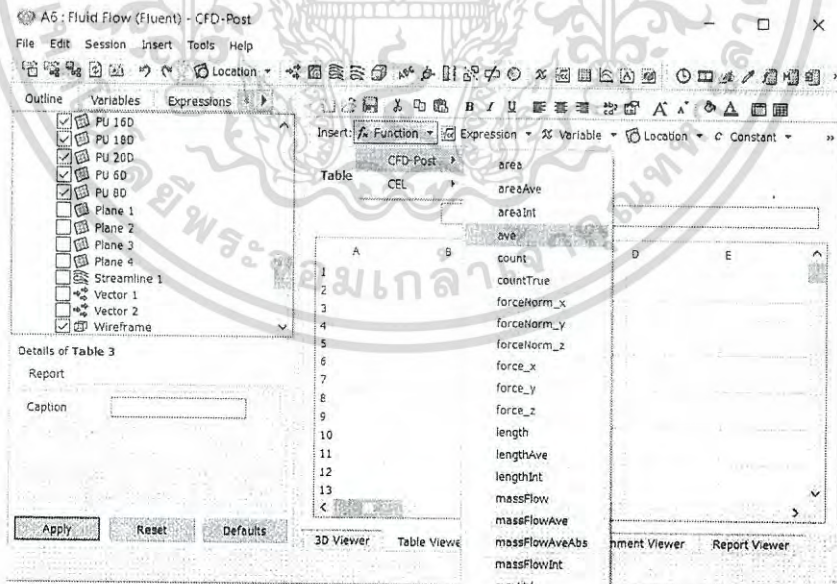 A6 : Fluid Flow (Fluent) - CFD-Post
File Edit Session Insert Tools Help
Location
Outline Variables Expressions
PU 16D
PU 18D
PU 20D
PU 6D
PU 8D
Plane 1
Plane 2
Plane 3
Plane 4
Streamline 1
Vector 1
Vector 2
Wireframe
Details of Table 3
Report
Caption
Apply Reset Defaults
Insert: Function Expression Variable Location c Constant
Table
CFD-Post
CEL
area
areaAve
areaInt
ave
count
countTrue
forceNorm_x
forceNorm_y
forceNorm_z
force_x
force_y
force_z
length
lengthAve
lengthInt
massFlow
massFlowAve
massFlowAveAbs
massFlowInt
A B D E
1
2
3
4
5
6
7
8
9
10
11
12
13
3D Viewer Table Viewe nment Viewer Report Viewer